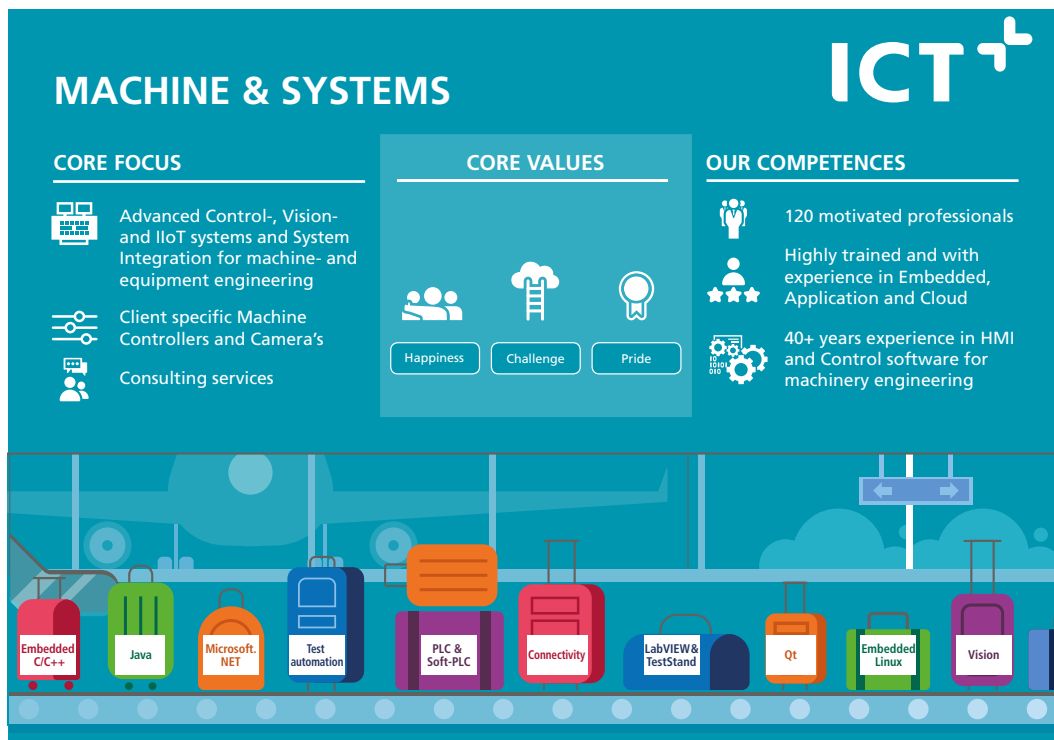 ICT
MACHINE & SYSTEMS
CORE FOCUS
Advanced Control-, Vision-
and IIoT systems and System
Integration for machine- and
equipment engineering
Client specific Machine
Controllers and Camera's
Consulting services
CORE VALUES
Happiness
Challenge
Pride
OUR COMPETENCES
120 motivated professionals
Highly trained and with
experience in Embedded,
Application and Cloud
40+ years experience in HMI
and Control software for
machinery engineering
10
1010
010
Embedded
C/C++
Java
Microsoft.
NET
Test
automation
PLC &
Soft-PLC
Connectivity
LabVIEW&
TestStand
Qt
Embedded
Linux
Vision